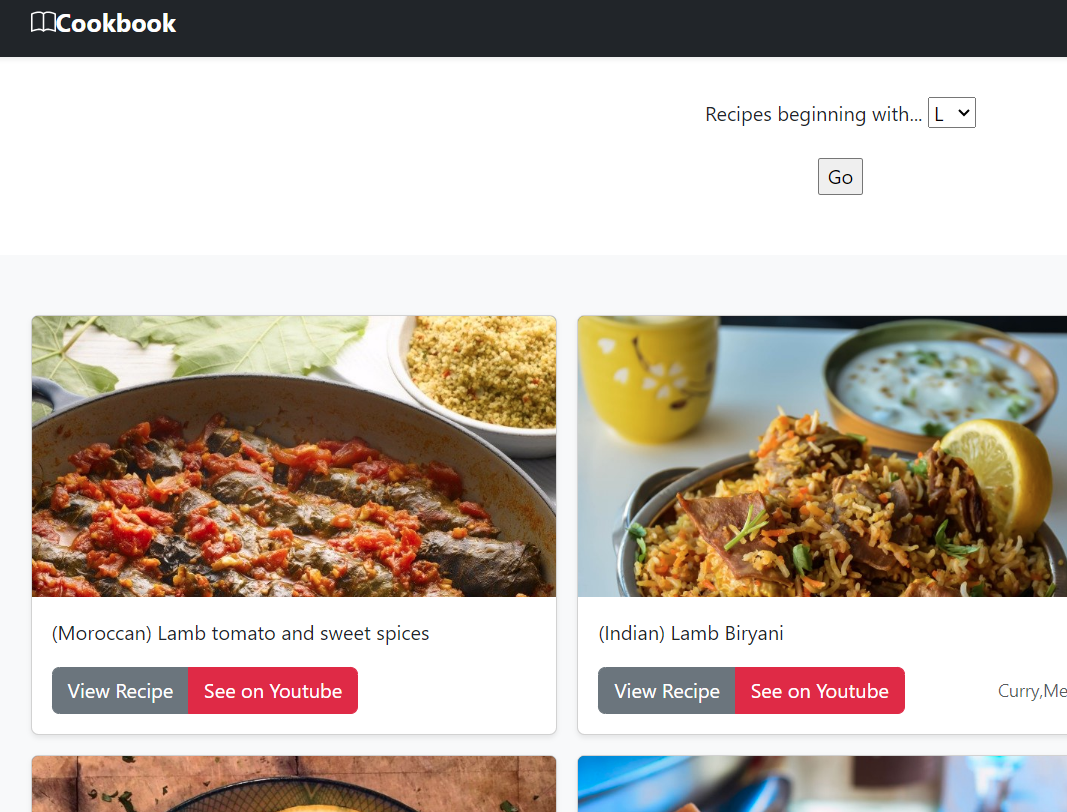 Cookbook
Recipes beginning with... L
Go
(Moroccan) Lamb tomato and sweet spices
View Recipe See on Youtube
(Indian) Lamb Biryani
View Recipe See on Youtube
Curry,Me